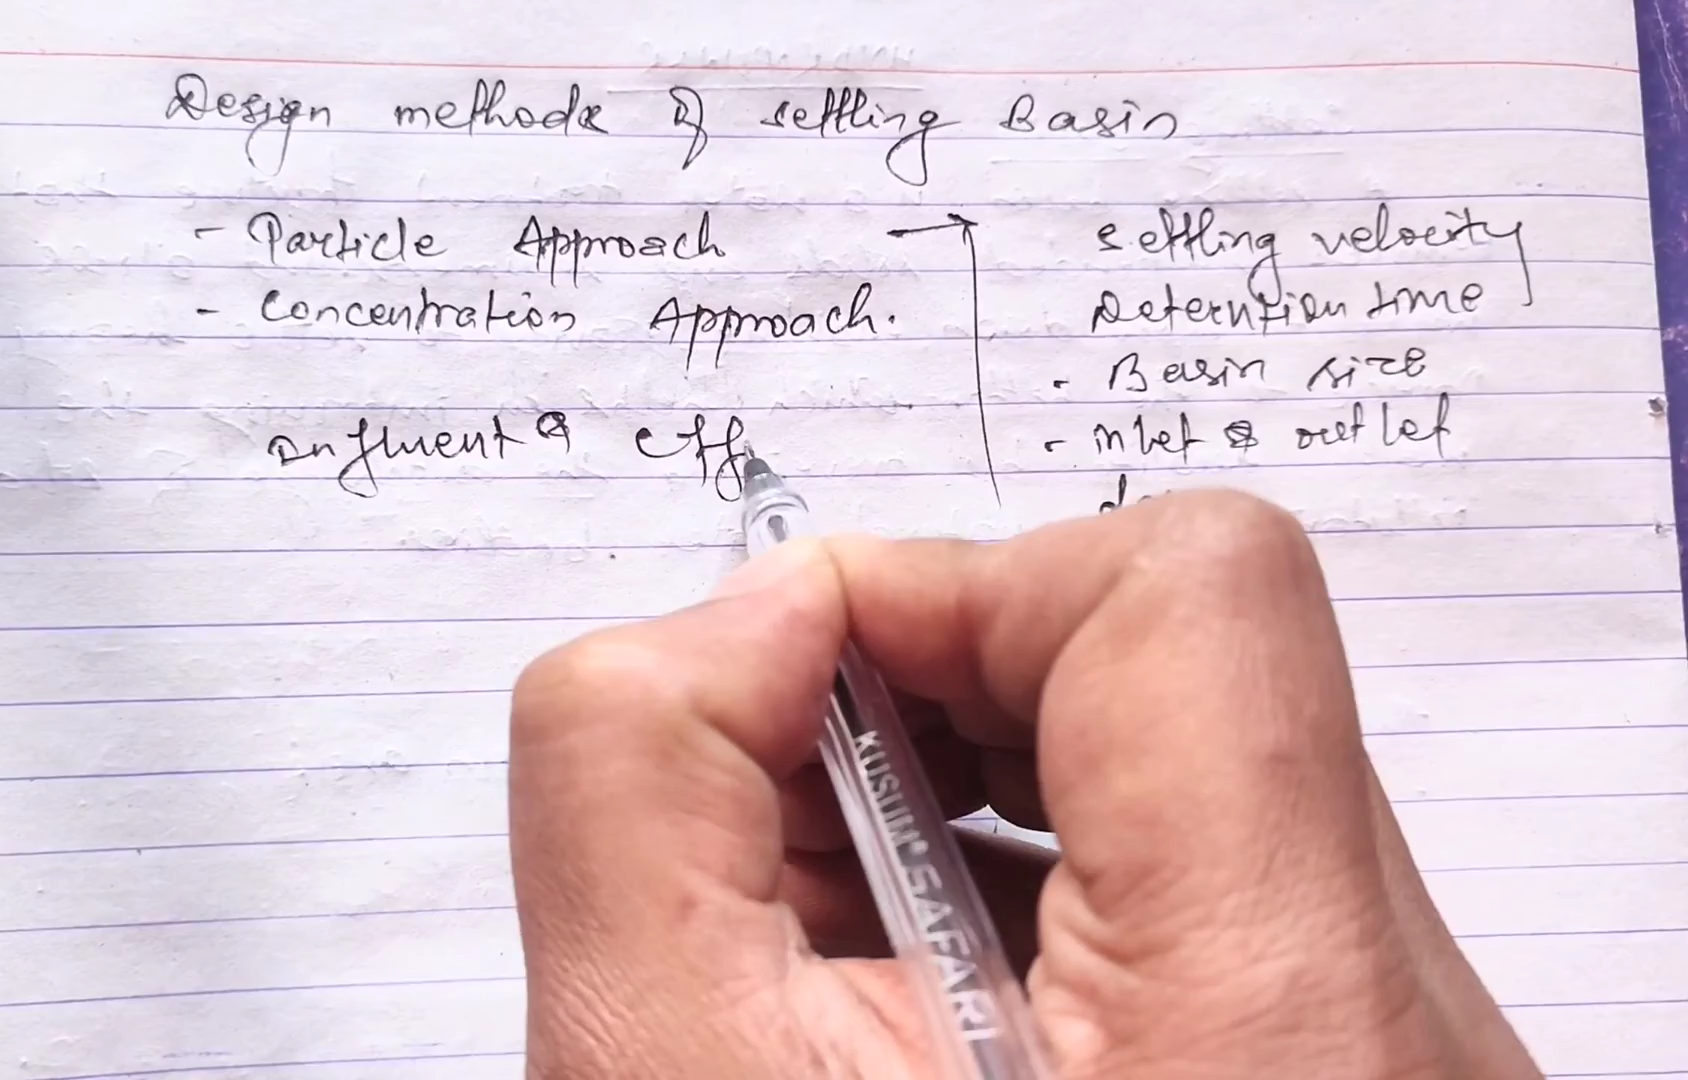 Design methods of settling Basin
- Particle Approach →
- Concentration Approach.
Influent & Eff
settling velocity
Deterntion time
- Basin size
- inlet & outlet
KUSUM® SAFARI